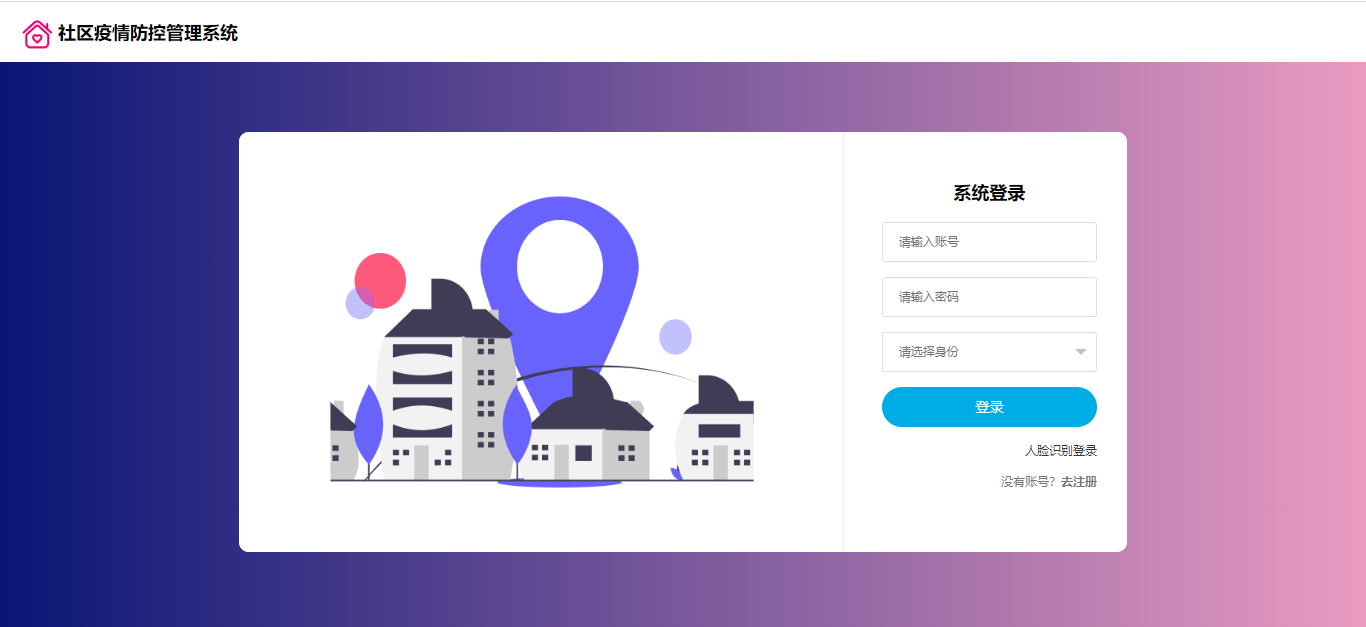 社区疫情防控管理系统
系统登录
请输入账号
请输入密码
请选择身份
登录
人脸识别登录
没有账号？去注册